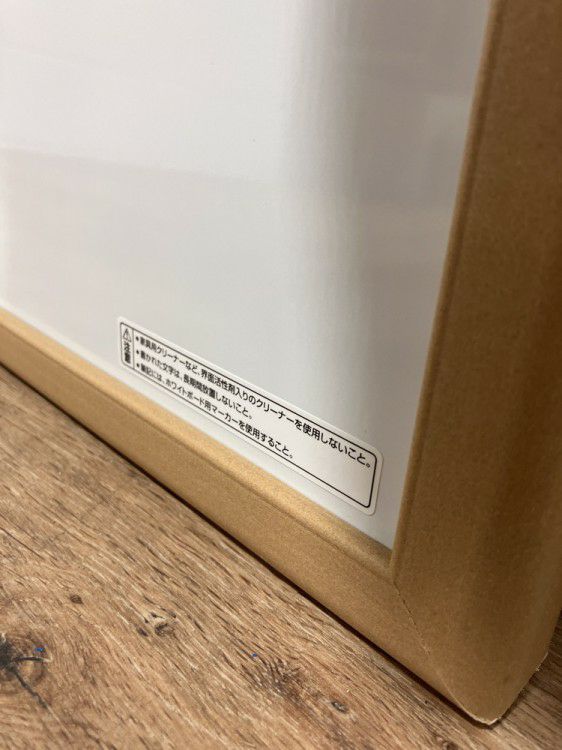 ⚠注意
●家具用クリーナーなど、界面活性剤入りのクリーナーを使用しないこと。
●書かれた文字は、長期間放置しないこと。
●筆記には、ホワイトボード用マーカーを使用すること。